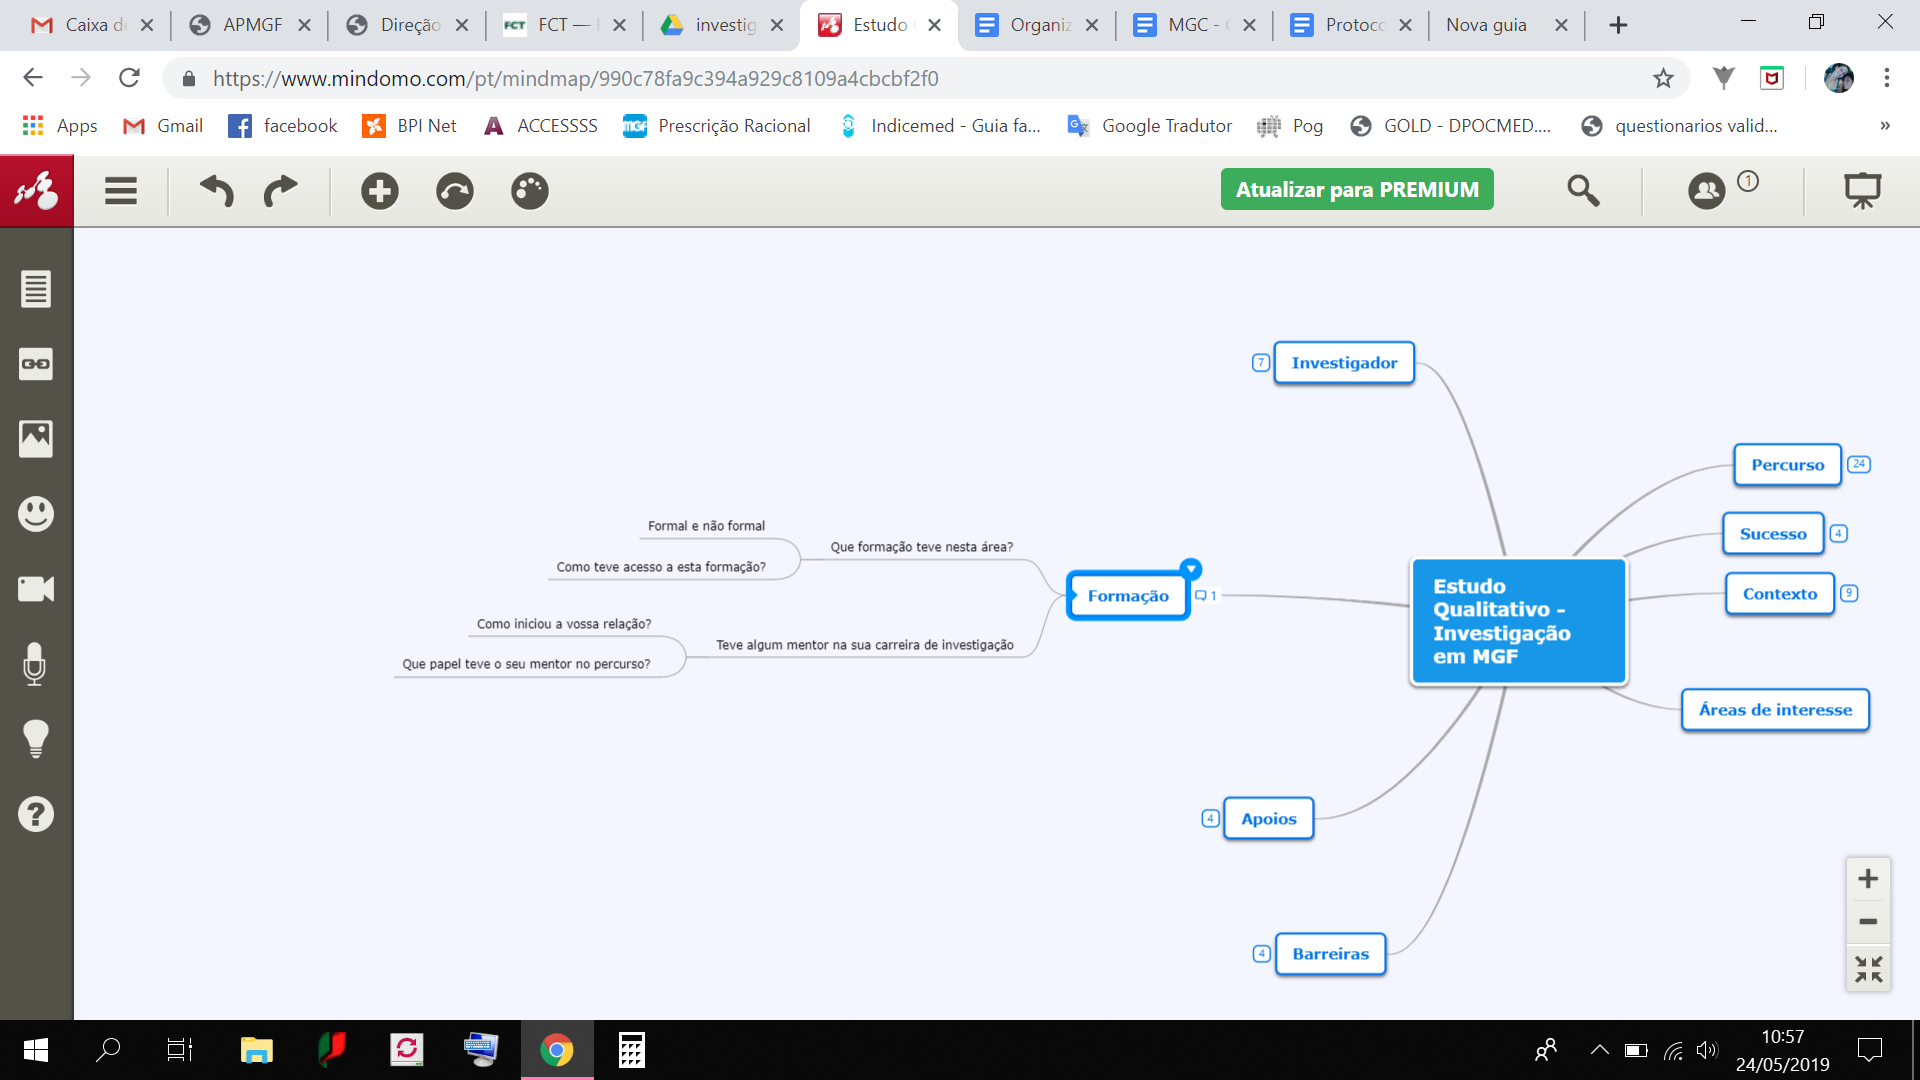 Caixa de
APMGF
Direção
FCT —
investig
Estudo
Organiz
MGC -
Protoco
Nova guia
https://www.mindomo.com/pt/mindmap/990c78fa9c394a929c8109a4cbcbf2f0
Apps
Gmail
facebook
BPI Net
ACCESSSS
Prescrição Racional
Indicemed - Guia fa...
Google Tradutor
Pog
GOLD - DPOCMED....
questionarios valid...
»
Atualizar para PREMIUM
1
7
Investigador
Percurso
24
Formal e não formal
Sucesso
4
Que formação teve nesta área?
Como teve acesso a esta formação?
Formação
1
Estudo
Qualitativo -
Investigação
em MGF
Contexto
9
Como iniciou a vossa relação?
Teve algum mentor na sua carreira de investigação
Que papel teve o seu mentor no percurso?
Áreas de interesse
4
Apoios
4
Barreiras
10:57
24/05/2019